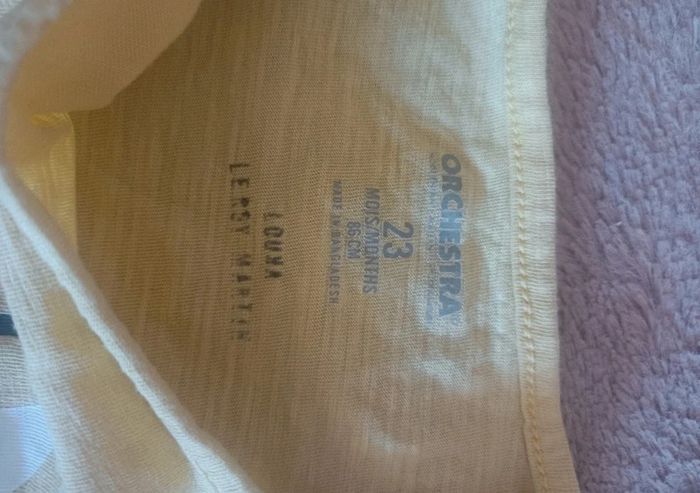 ORCHESTRA
23
MOIS/MONTHS
86CM
MADE IN BANGLADESH
LOUNA
LEROY MARTIN